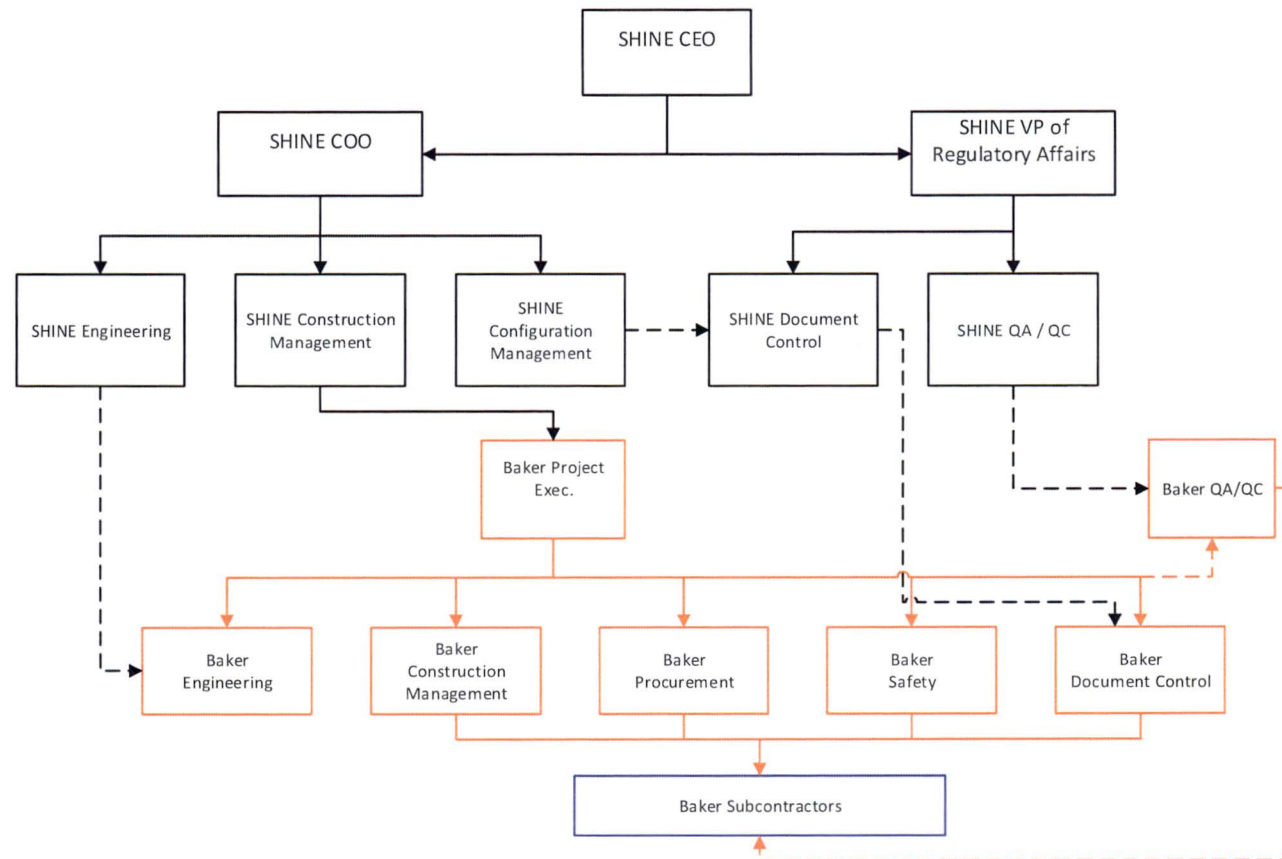 SHINE CEO
SHINE COO
SHINE VP of
Regulatory Affairs
SHINE Engineering
SHINE Construction
Management
SHINE
Configuration
Management
SHINE Document
Control
SHINE QA / QC
Baker Project
Exec.
Baker QA/QC
Baker
Engineering
Baker
Construction
Management
Baker
Procurement
Baker
Safety
Baker
Document Control
Baker Subcontractors